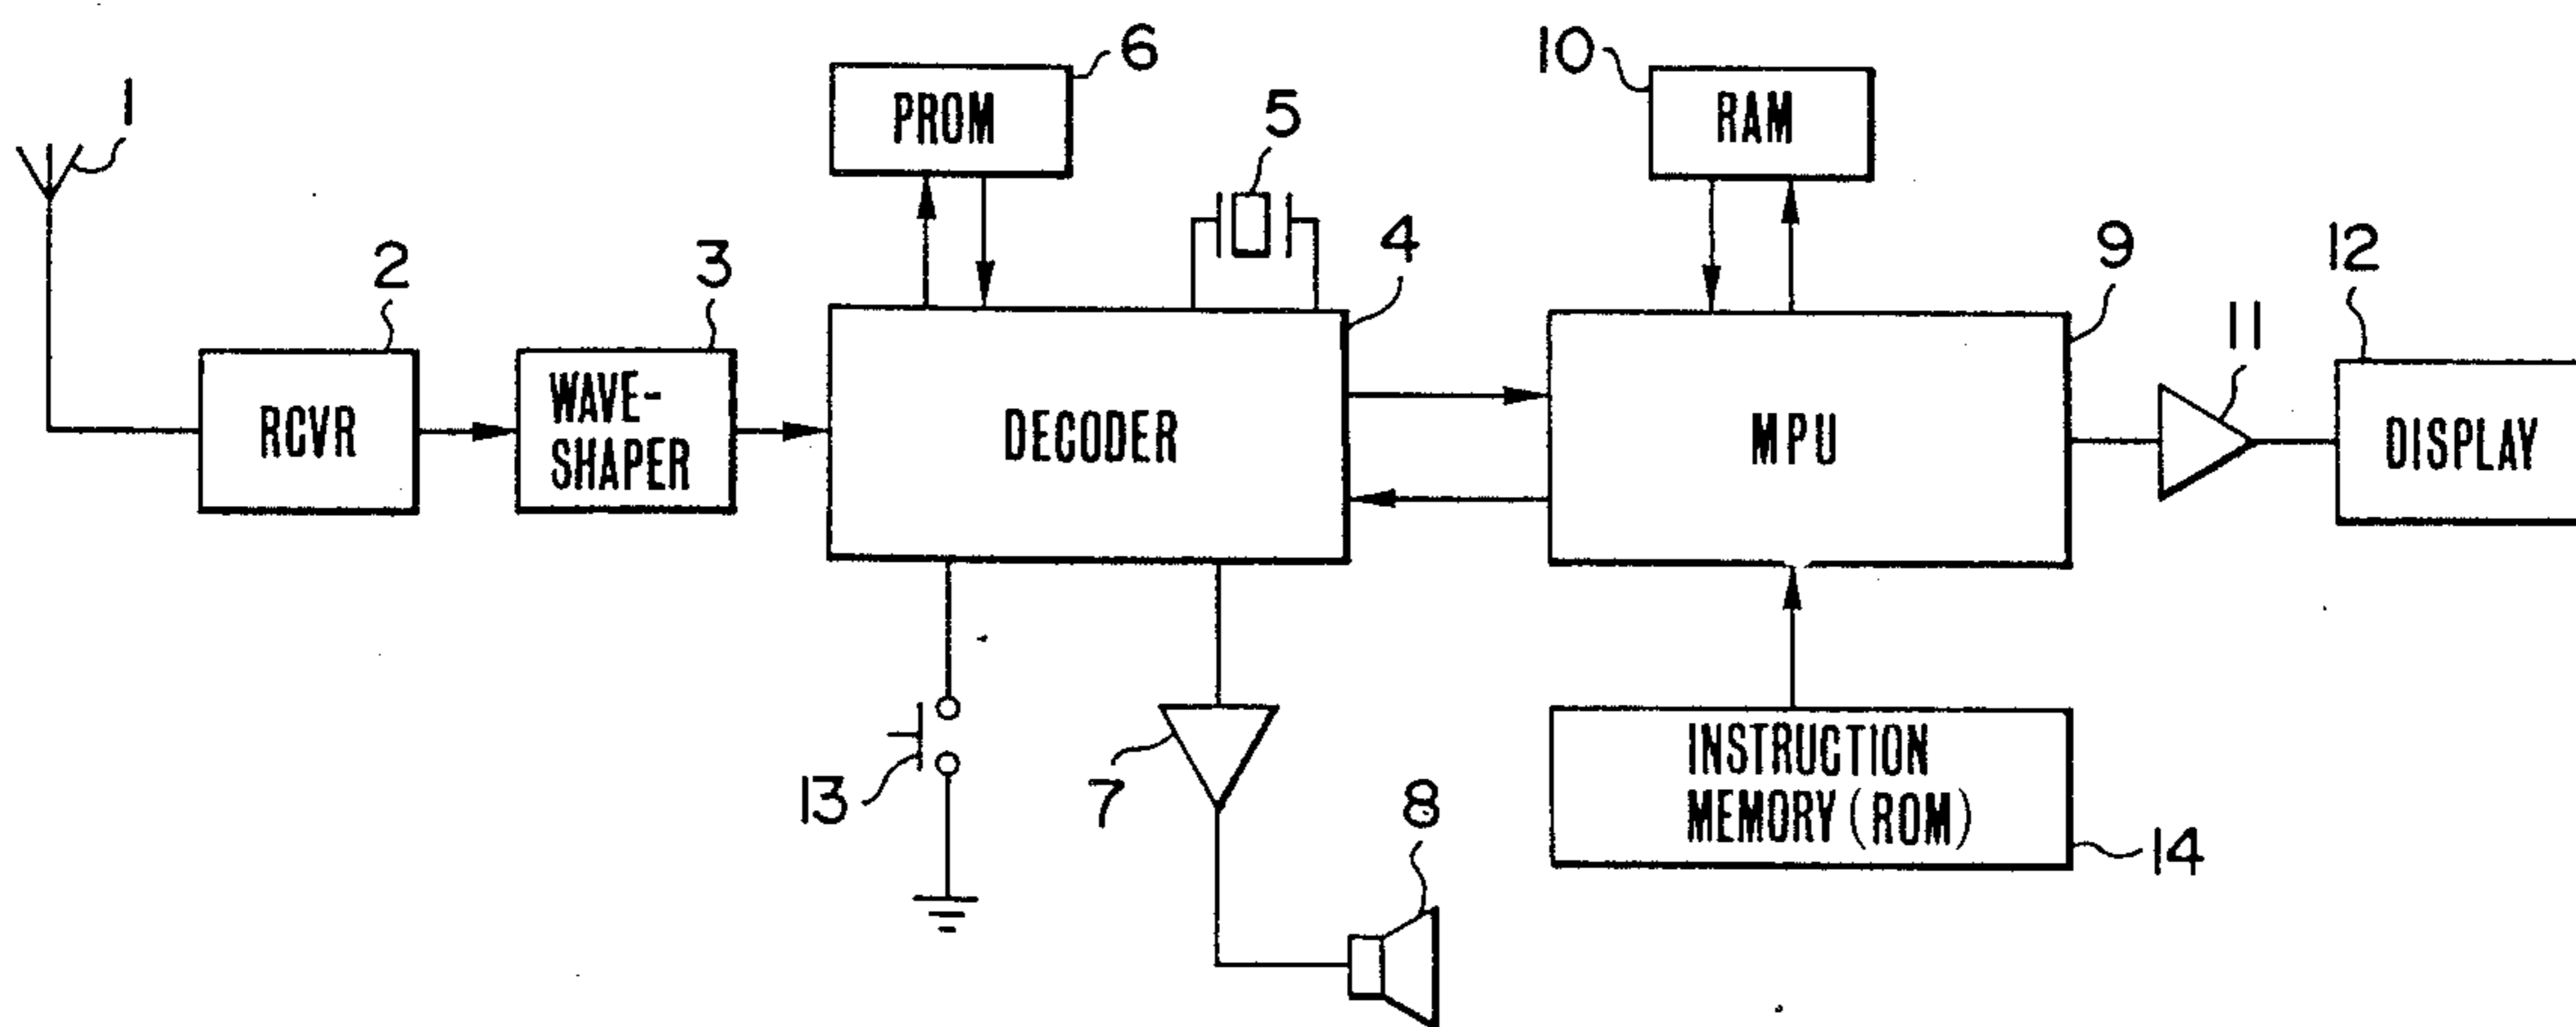 1
2
3
4
5
6
7
8
9
10
11
12
13
14
RCVR
WAVE-
SHAPER
PROM
DECODER
RAM
MPU
DISPLAY
INSTRUCTION
MEMORY (ROM)